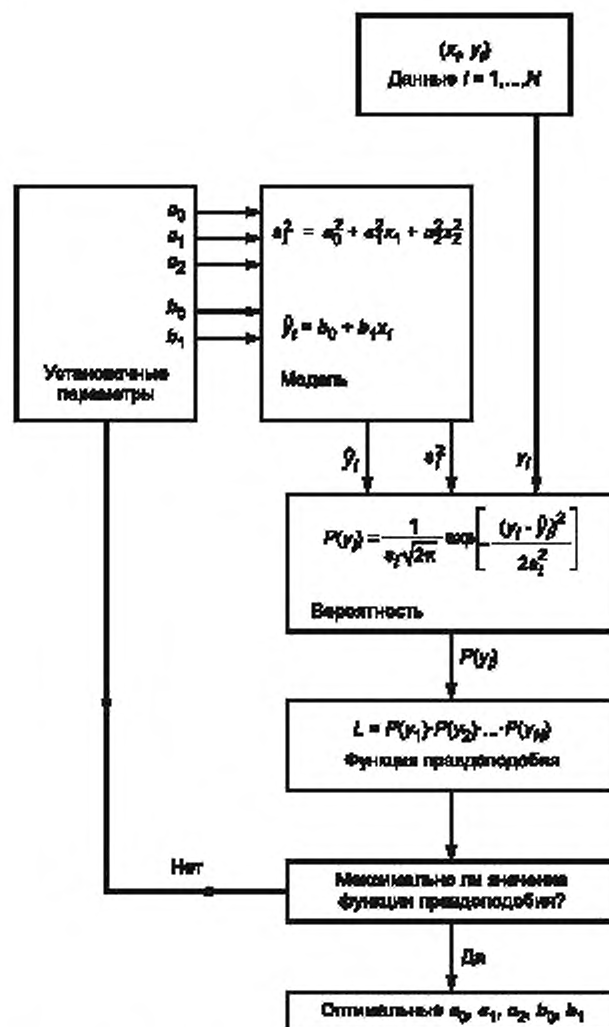 (xᵢ, yᵢ)
Данные i = 1,...,N
a₀
a₁
a₂
b₀
b₁
Установочные
параметры
sᵢ² = a₀² + a₁²x₁ + a₂²x₂²
ŷᵢ = b₀ + b₁xᵢ
Модель
ŷᵢ
sᵢ²
yᵢ
P(yᵢ) = 1 / (sᵢ√2π) exp[-(yᵢ - ŷᵢ)² / 2sᵢ²]
Вероятность
P(yᵢ)
L = P(y₁)·P(y₂)·...·P(y_N)
Функция правдоподобия
Нет
Максимально ли значение
функции правдоподобия?
Да
Оптимальные a₀, a₁, a₂, b₀, b₁